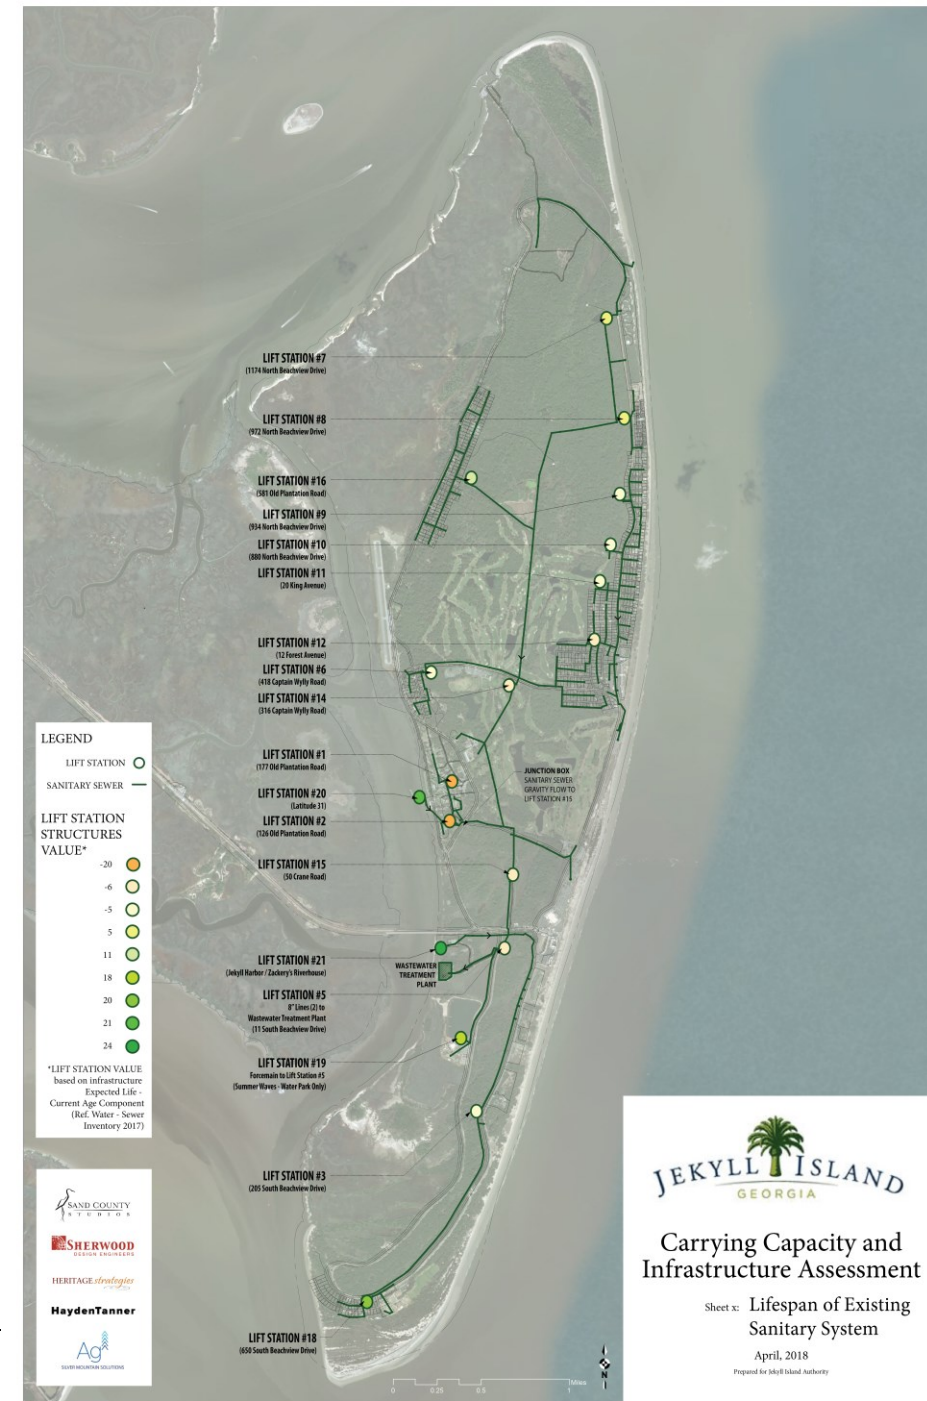 LIFT STATION #7
(1174 North Beachview Drive)
LIFT STATION #8
(972 North Beachview Drive)
LIFT STATION #16
(581 Old Plantation Road)
LIFT STATION #9
(934 North Beachview Drive)
LIFT STATION #10
(880 North Beachview Drive)
LIFT STATION #11
(20 King Avenue)
LIFT STATION #12
(12 Forest Avenue)
LIFT STATION #6
(418 Captain Wylly Road)
LIFT STATION #14
(316 Captain Wylly Road)
LIFT STATION #1
(177 Old Plantation Road)
LIFT STATION #20
(Latitude 31)
LIFT STATION #2
(126 Old Plantation Road)
LIFT STATION #15
(50 Crane Road)
JUNCTION BOX
SANITARY SEWER
GRAVITY FLOW TO
LIFT STATION #15
LIFT STATION #21
(Jekyll Harbor / Zackery's Riverhouse)
WASTEWATER
TREATMENT
PLANT
LIFT STATION #5
8" Lines (2) to
Wastewater Treatment Plant
(11 South Beachview Drive)
LIFT STATION #19
Forcemain to Lift Station #5
(Summer Waves - Water Park Only)
LIFT STATION #3
(205 South Beachview Drive)
LIFT STATION #18
(650 South Beachview Drive)
LEGEND
LIFT STATION
SANITARY SEWER
LIFT STATION
STRUCTURES
VALUE*
-20
-6
-5
5
11
18
20
21
24
*LIFT STATION VALUE
based on infrastructure
Expected Life -
Current Age Component
(Ref. Water - Sewer
Inventory 2017)
SAND COUNTY
STUDIOS
SHERWOOD
DESIGN ENGINEERS
HERITAGE strategies
HaydenTanner
Ag
SILVER MOUNTAIN SOLUTIONS
0 0.25 0.5 1 Miles
N
JEKYLL ISLAND
GEORGIA
Carrying Capacity and
Infrastructure Assessment
Sheet x: Lifespan of Existing
Sanitary System
April, 2018
Prepared for Jekyll Island Authority